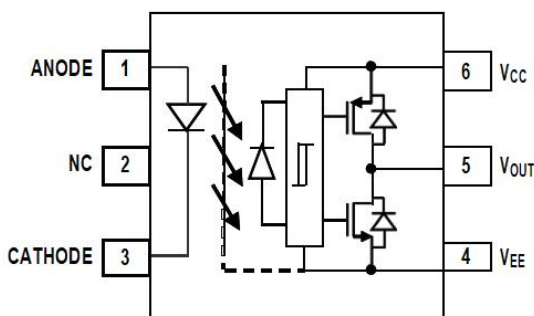 ANODE 1
NC 2
CATHODE 3
6 VCC
5 VOUT
4 VEE